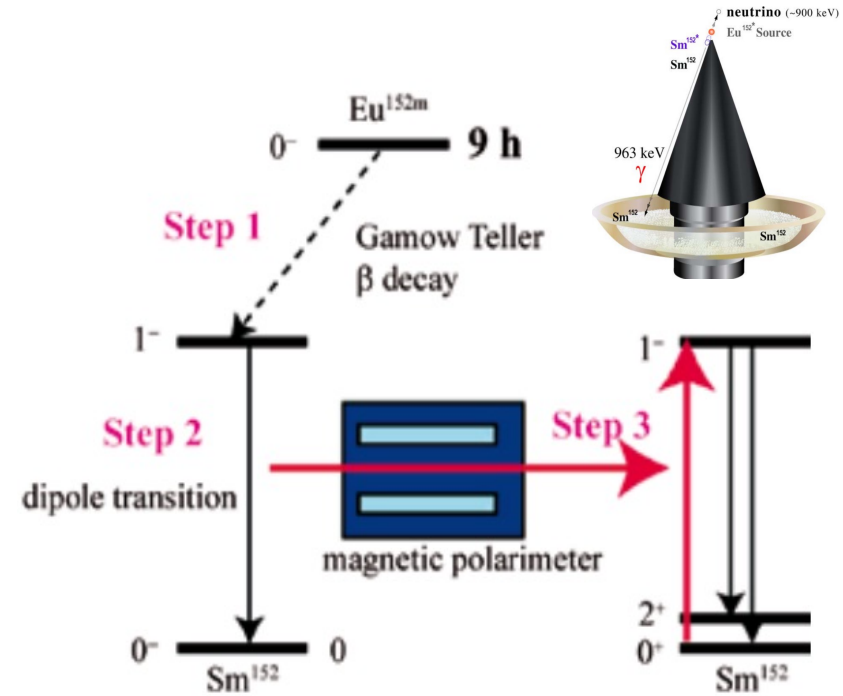 neutrino (~900 keV)
Eu¹⁵²* Source
Sm¹⁵²*
Sm¹⁵²
963 keV
γ
Sm¹⁵²
Sm¹⁵²
Eu¹⁵²ᵐ
0⁻ 9 h
Step 1
Gamow Teller
β decay
1⁻
Step 2
dipole transition
magnetic polarimeter
0⁻ 0
Sm¹⁵²
1⁻
Step 3
2⁺
0⁺
Sm¹⁵²